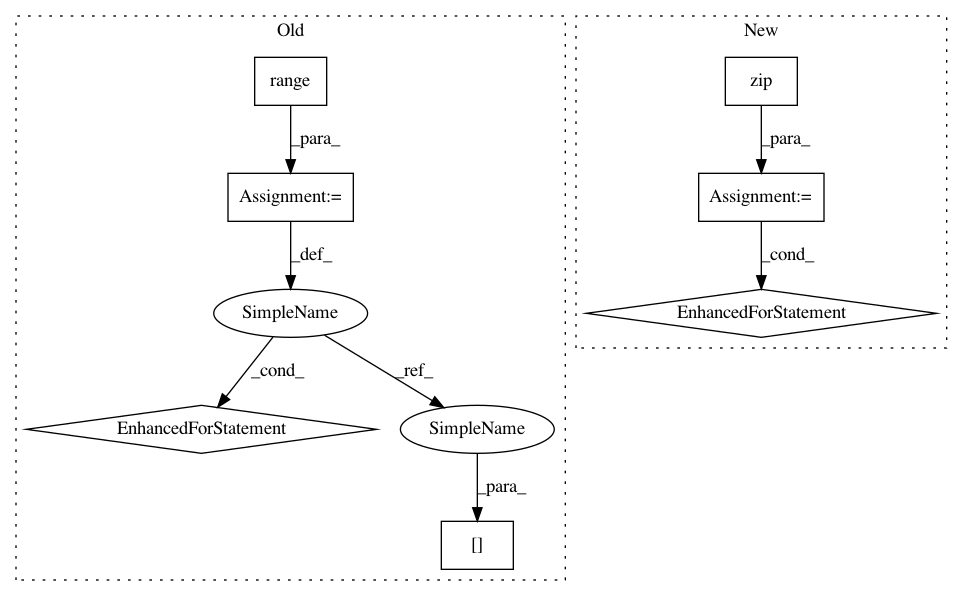 Old
New
range
zip
_para_
_para_
Assignment:=
Assignment:=
_def_
_cond_
SimpleName
EnhancedForStatement
_cond_
_ref_
EnhancedForStatement
SimpleName
_para_
[]